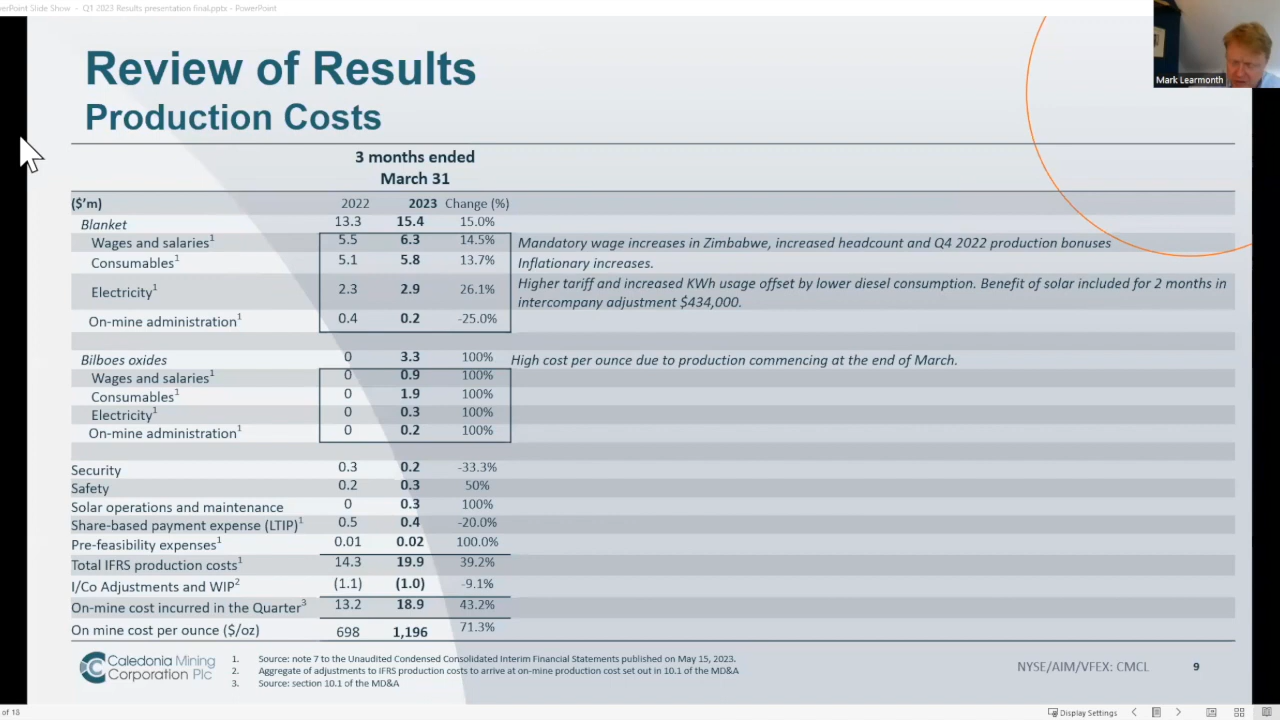 PowerPoint Slide Show - Q1 2023 Results presentation final.pptx - PowerPoint
Mark Learmonth
Review of Results
Production Costs
3 months ended
March 31
($'m) 2022 2023 Change (%)
Blanket 13.3 15.4 15.0%
Wages and salaries1 5.5 6.3 14.5% Mandatory wage increases in Zimbabwe, increased headcount and Q4 2022 production bonuses
Consumables1 5.1 5.8 13.7% Inflationary increases.
Electricity1 2.3 2.9 26.1% Higher tariff and increased KWh usage offset by lower diesel consumption. Benefit of solar included for 2 months in
intercompany adjustment $434,000.
On-mine administration1 0.4 0.2 -25.0%
Bilboes oxides 0 3.3 100% High cost per ounce due to production commencing at the end of March.
Wages and salaries1 0 0.9 100%
Consumables1 0 1.9 100%
Electricity1 0 0.3 100%
On-mine administration1 0 0.2 100%
Security 0.3 0.2 -33.3%
Safety 0.2 0.3 50%
Solar operations and maintenance 0 0.3 100%
Share-based payment expense (LTIP)1 0.5 0.4 -20.0%
Pre-feasibility expenses1 0.01 0.02 100.0%
Total IFRS production costs1 14.3 19.9 39.2%
I/Co Adjustments and WIP2 (1.1) (1.0) -9.1%
On-mine cost incurred in the Quarter3 13.2 18.9 43.2%
On mine cost per ounce ($/oz) 698 1,196 71.3%
Caledonia Mining
Corporation Plc
1. Source: note 7 to the Unaudited Condensed Consolidated Interim Financial Statements published on May 15, 2023.
2. Aggregate of adjustments to IFRS production costs to arrive at on-mine production cost set out in 10.1 of the MD&A
3. Source: section 10.1 of the MD&A
NYSE/AIM/VFEX: CMCL 9
of 18
Display Settings